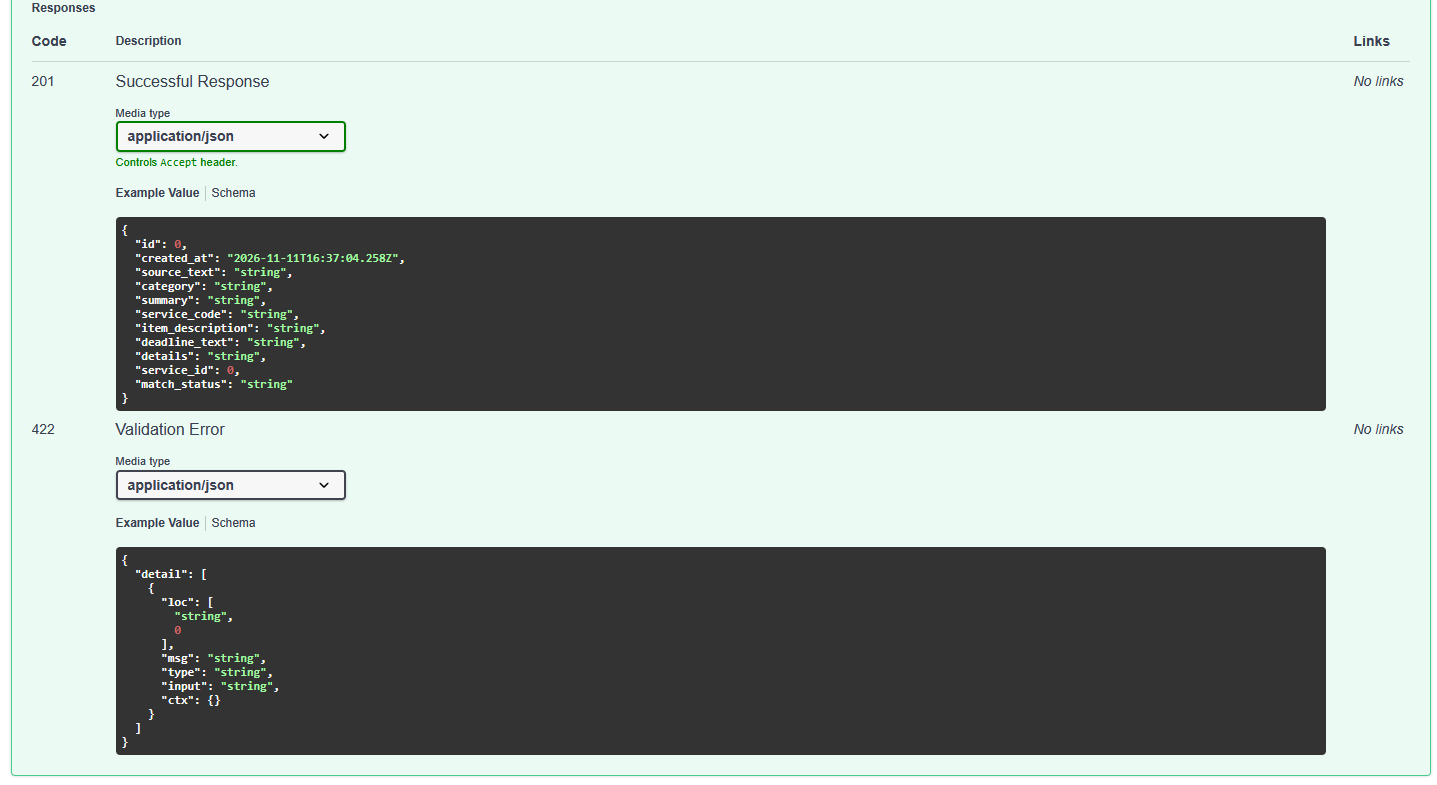 Responses
Code Description Links
201 Successful Response No links
Media type
application/json
Controls Accept header.
Example Value Schema
{
  "id": 0,
  "created_at": "2026-11-11T16:37:04.258Z",
  "source_text": "string",
  "category": "string",
  "summary": "string",
  "service_code": "string",
  "item_description": "string",
  "deadline_text": "string",
  "details": "string",
  "service_id": 0,
  "match_status": "string"
}
422 Validation Error No links
Media type
application/json
Example Value Schema
{
  "detail": [
    {
      "loc": [
        "string",
        0
      ],
      "msg": "string",
      "type": "string",
      "input": "string",
      "ctx": {}
    }
  ]
}